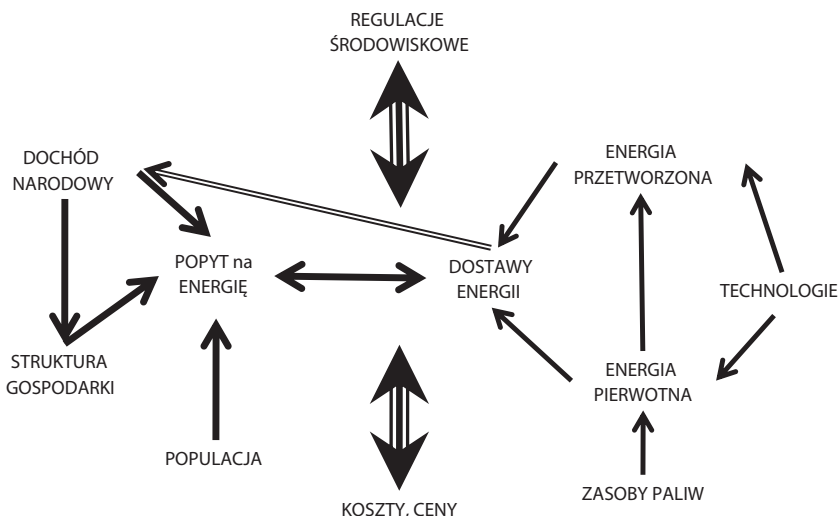 REGULACJE
ŚRODOWISKOWE
DOCHÓD
NARODOWY
ENERGIA
PRZETWORZONA
POPYT na
ENERGIĘ
DOSTAWY
ENERGII
TECHNOLOGIE
STRUKTURA
GOSPODARKI
ENERGIA
PIERWOTNA
POPULACJA
ZASOBY PALIW
KOSZTY, CENY